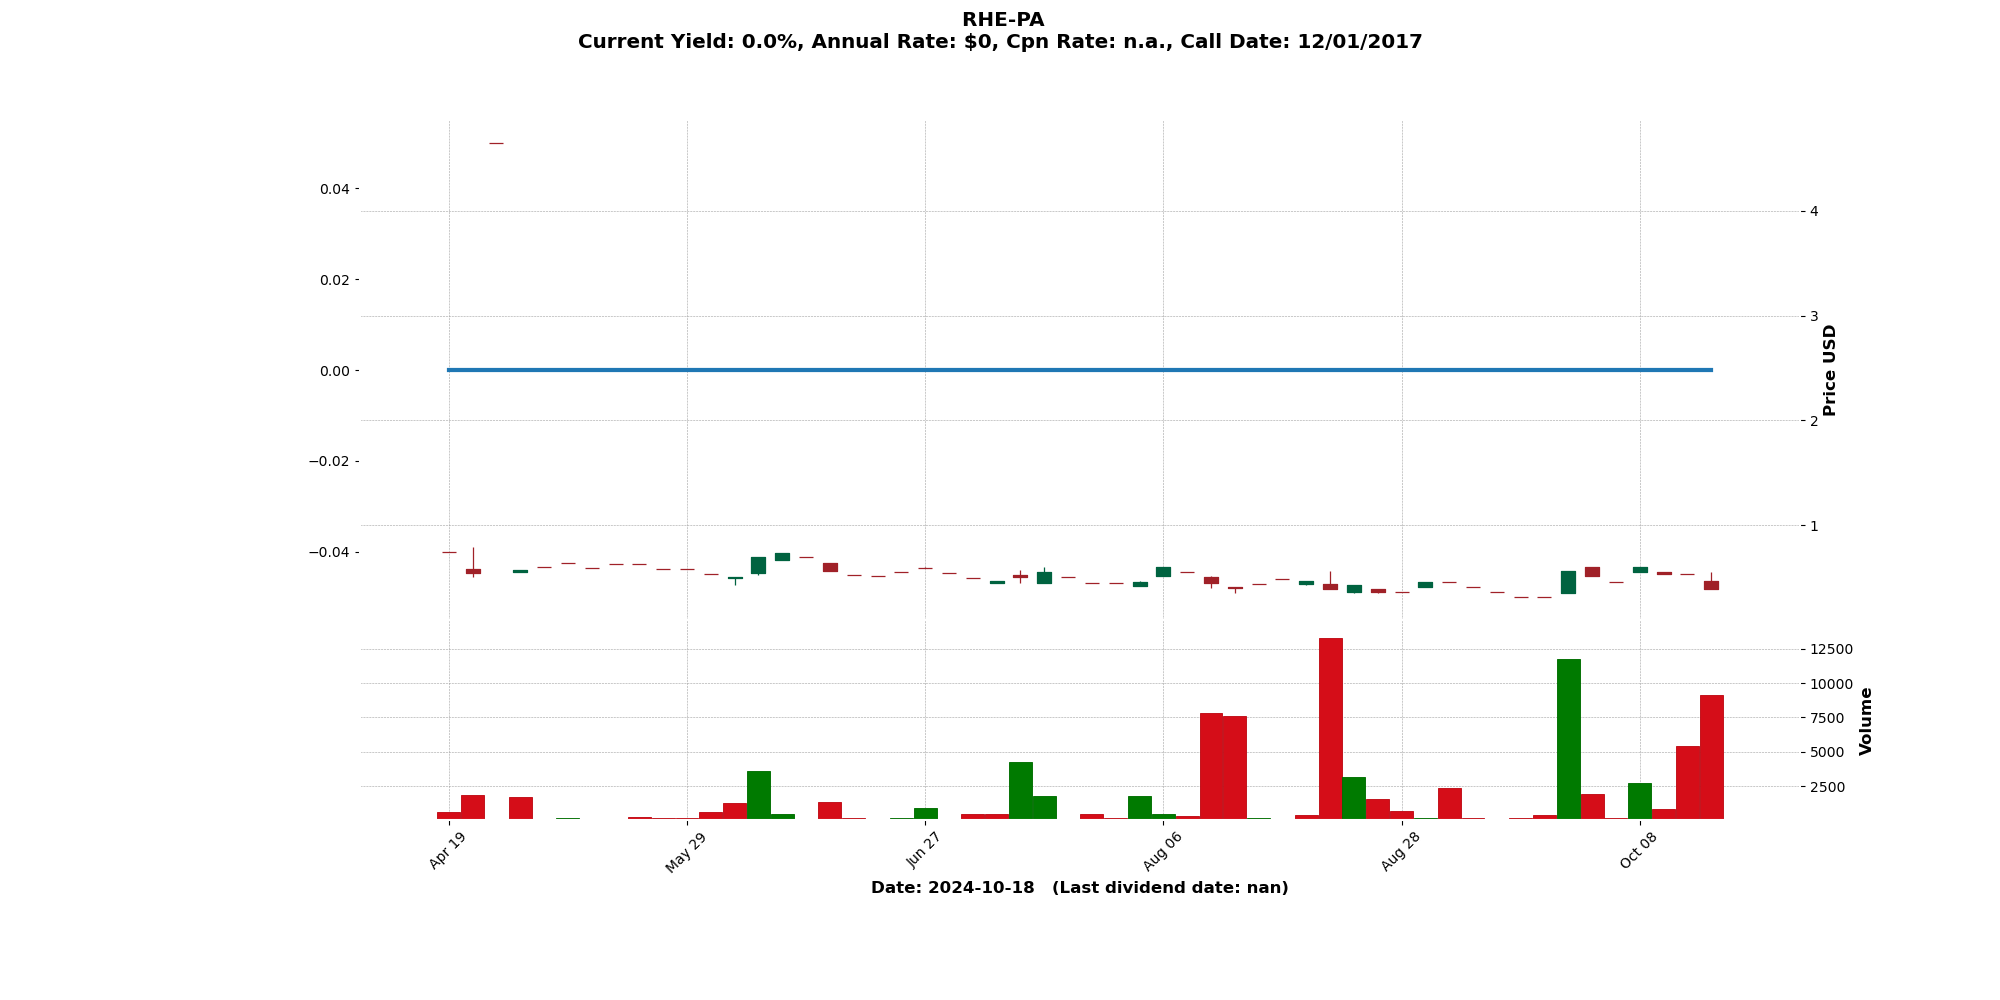 RHE-PA
Current Yield: 0.0%, Annual Rate: $0, Cpn Rate: n.a., Call Date: 12/01/2017
0.04
0.02
0.00
−0.02
−0.04
4
3
2
1
Price USD
12500
10000
7500
5000
2500
Volume
Apr 19
May 29
Jun 27
Aug 06
Aug 28
Oct 08
Date: 2024-10-18 (Last dividend date: nan)